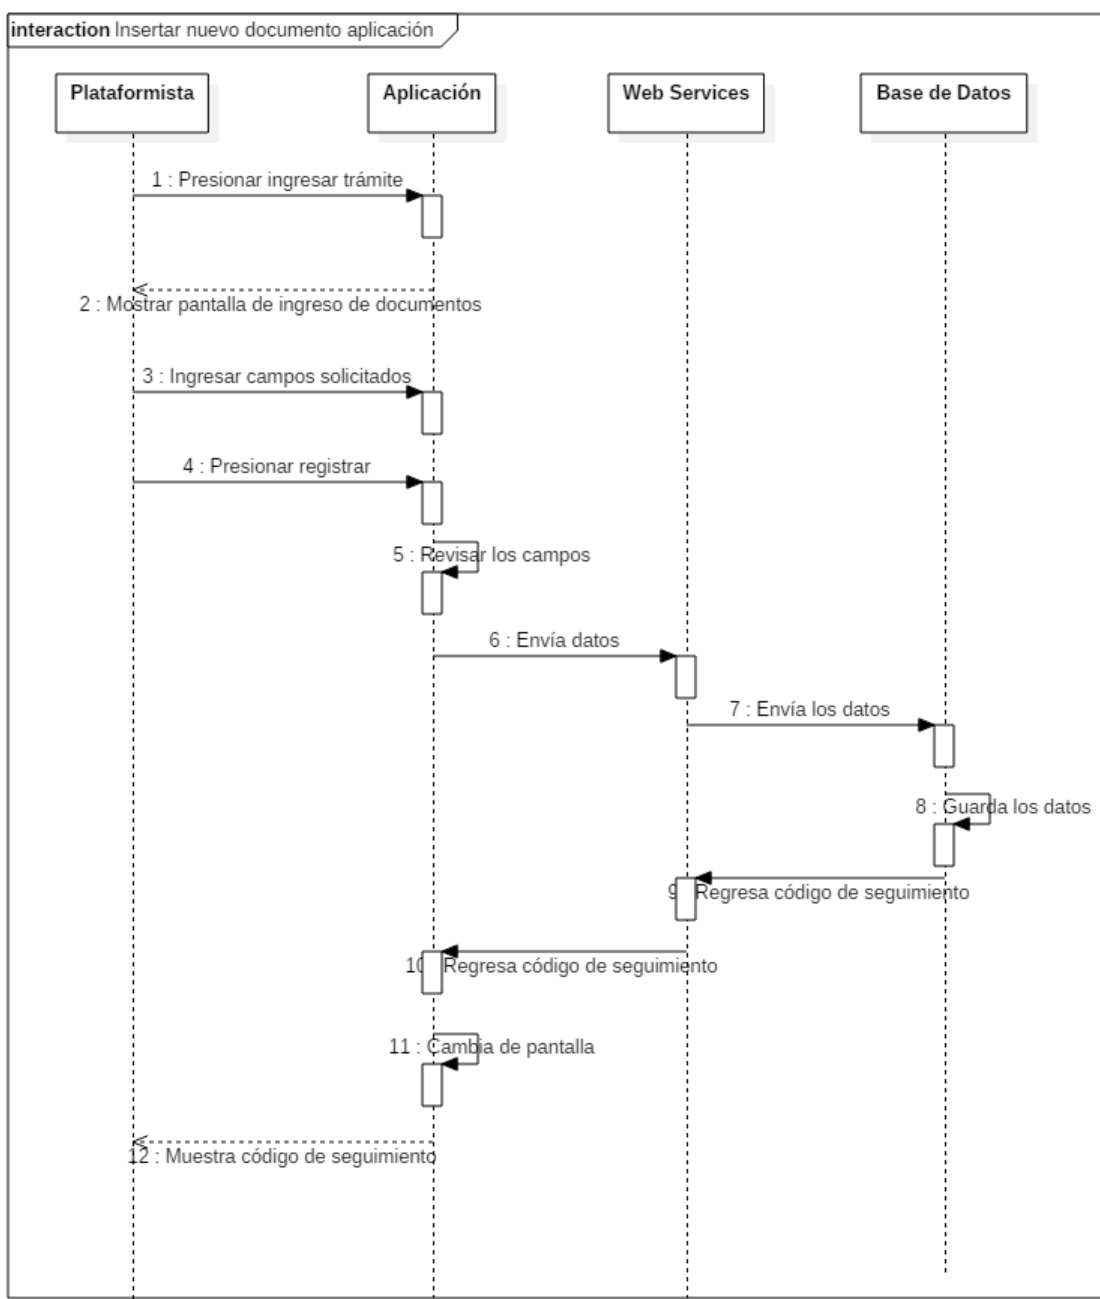 interaction Insertar nuevo documento aplicación
Plataformista
Aplicación
Web Services
Base de Datos
1 : Presionar ingresar trámite
2 : Mostrar pantalla de ingreso de documentos
3 : Ingresar campos solicitados
4 : Presionar registrar
5 : Revisar los campos
6 : Envía datos
7 : Envía los datos
8 : Guarda los datos
9 : Regresa código de seguimiento
10 : Regresa código de seguimiento
11 : Cambia de pantalla
12 : Muestra código de seguimiento